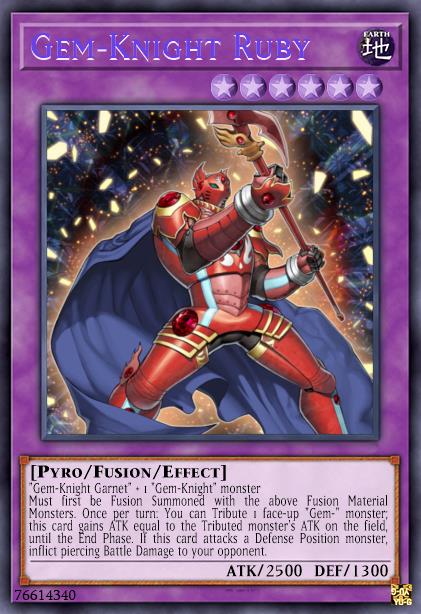 Gem-Knight Ruby
EARTH
地
[Pyro/Fusion/Effect]
"Gem-Knight Garnet" + 1 "Gem-Knight" monster
Must first be Fusion Summoned with the above Fusion Material
Monsters. Once per turn: You can Tribute 1 face-up "Gem-" monster;
this card gains ATK equal to the Tributed monster's ATK on the field,
until the End Phase. If this card attacks a Defense Position monster,
inflict piercing Battle Damage to your opponent.
ATK/2500 DEF/1300
76614340